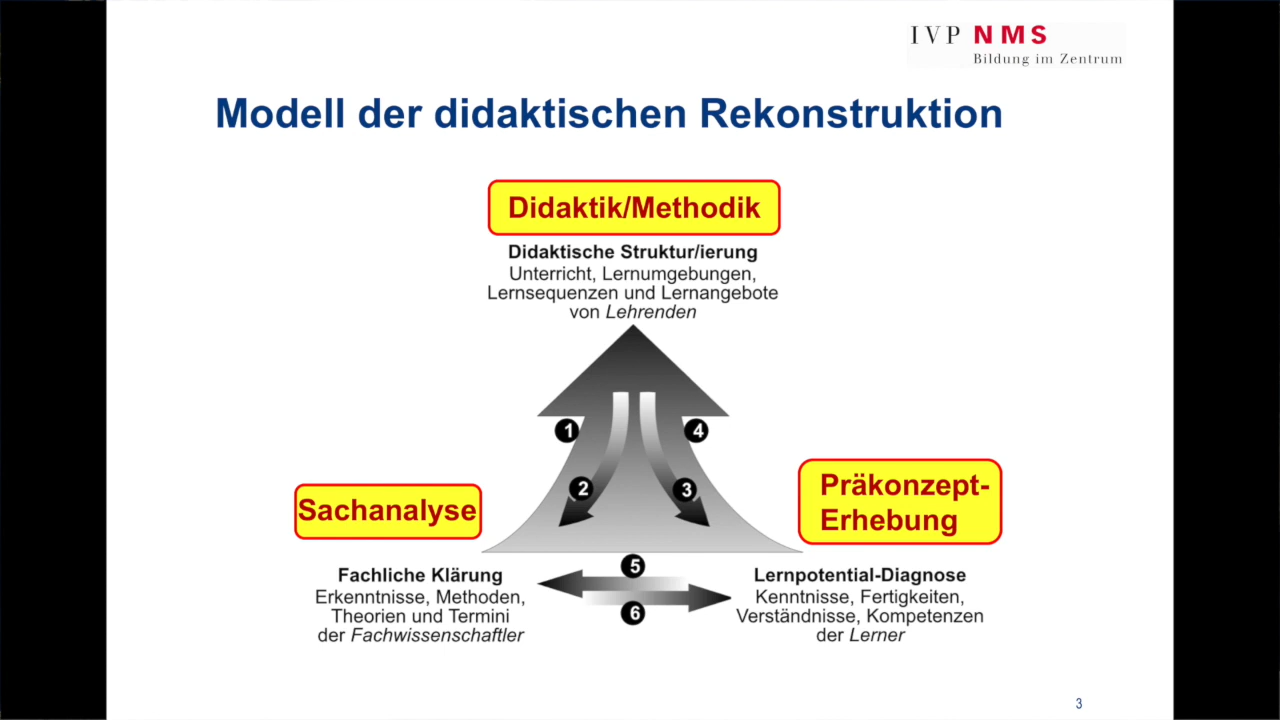 IVP NMS
Bildung im Zentrum
Modell der didaktischen Rekonstruktion
Didaktik/Methodik
Didaktische Struktur/ierung
Unterricht, Lernumgebungen,
Lernsequenzen und Lernangebote
von Lehrenden
1
4
2
3
Sachanalyse
Präkonzept-
Erhebung
5
6
Fachliche Klärung
Erkenntnisse, Methoden,
Theorien und Termini
der Fachwissenschaftler
Lernpotential-Diagnose
Kenntnisse, Fertigkeiten,
Verständnisse, Kompetenzen
der Lerner
3